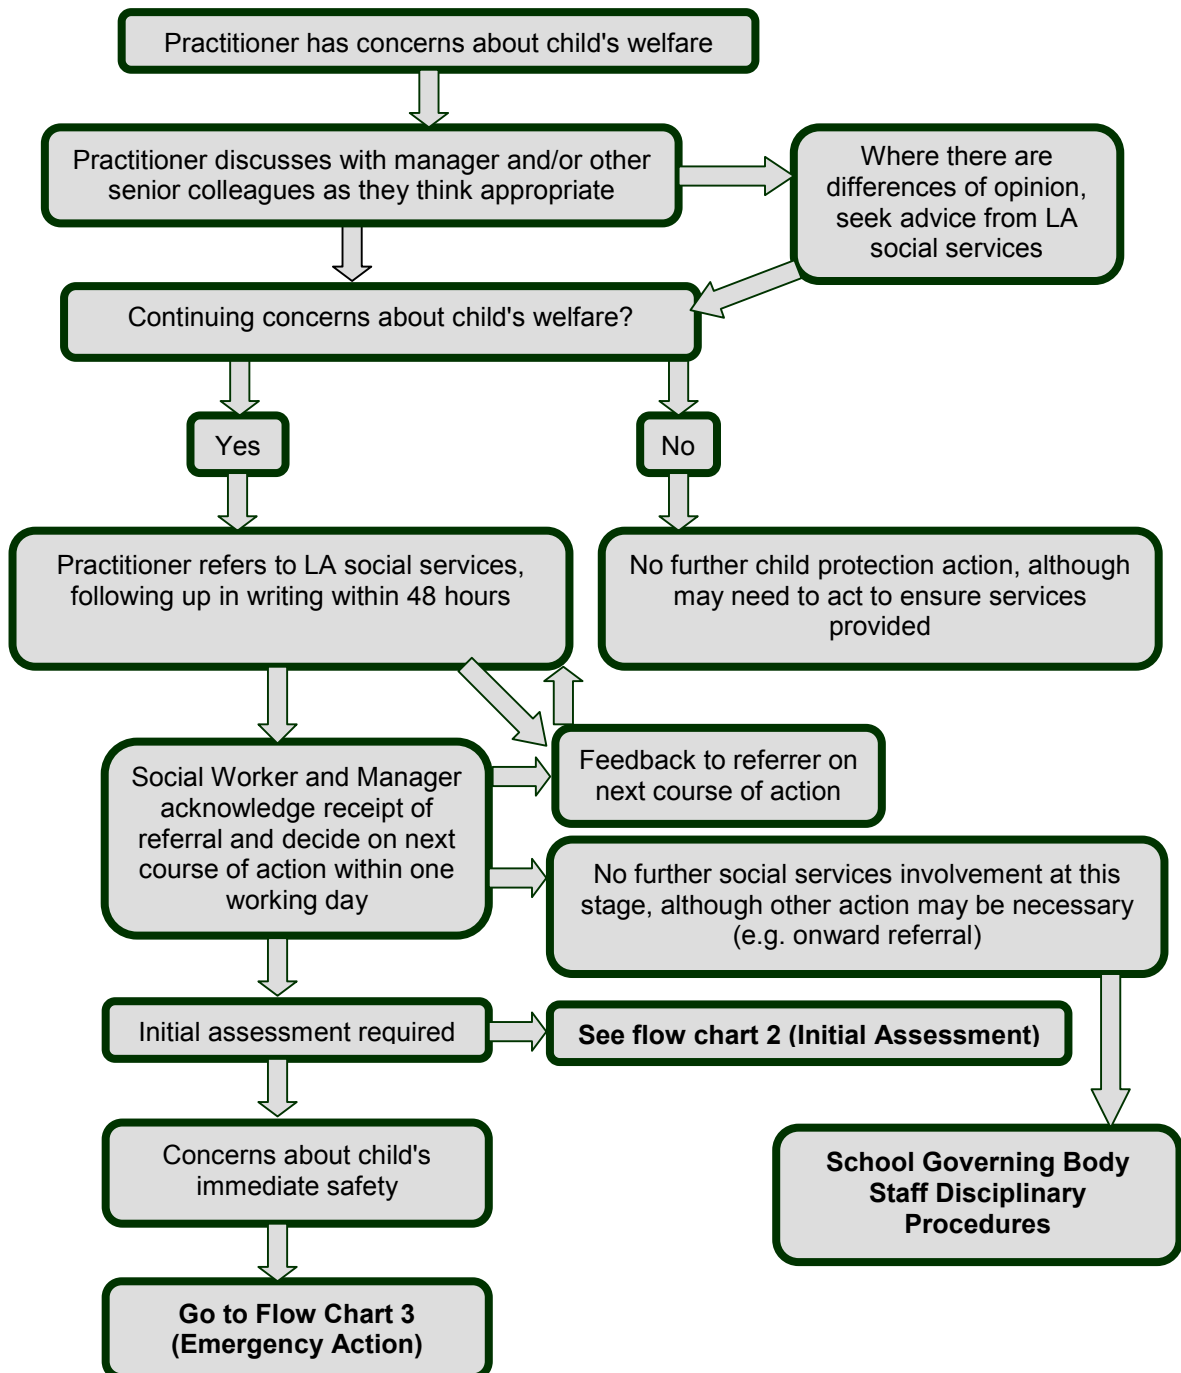 Practitioner has concerns about child's welfare
Practitioner discusses with manager and/or other
senior colleagues as they think appropriate
Where there are
differences of opinion,
seek advice from LA
social services
Continuing concerns about child's welfare?
Yes
No
Practitioner refers to LA social services,
following up in writing within 48 hours
No further child protection action, although
may need to act to ensure services
provided
Social Worker and Manager
acknowledge receipt of
referral and decide on next
course of action within one
working day
Feedback to referrer on
next course of action
No further social services involvement at this
stage, although other action may be necessary
(e.g. onward referral)
Initial assessment required
See flow chart 2 (Initial Assessment)
Concerns about child's
immediate safety
School Governing Body
Staff Disciplinary
Procedures
Go to Flow Chart 3
(Emergency Action)